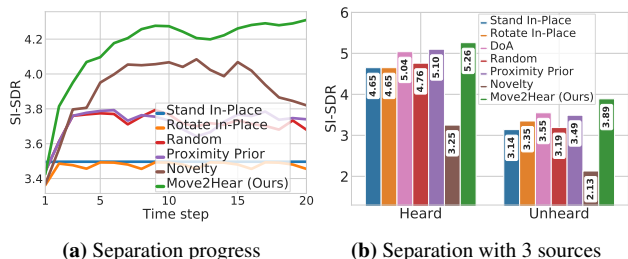 4.2
4.0
3.8
3.6
3.4
SI-SDR
1 5 10 15 20
Time step
Stand In-Place
Rotate In-Place
Random
Proximity Prior
Novelty
Move2Hear (Ours)
(a) Separation progress
6
5
4
3
2
SI-SDR
Stand In-Place
Rotate In-Place
DoA
Random
Proximity Prior
Novelty
Move2Hear (Ours)
4.65 4.65 5.04 4.76 5.10 3.25 5.26
3.14 3.35 3.55 3.19 3.49 2.13 3.89
Heard Unheard
(b) Separation with 3 sources